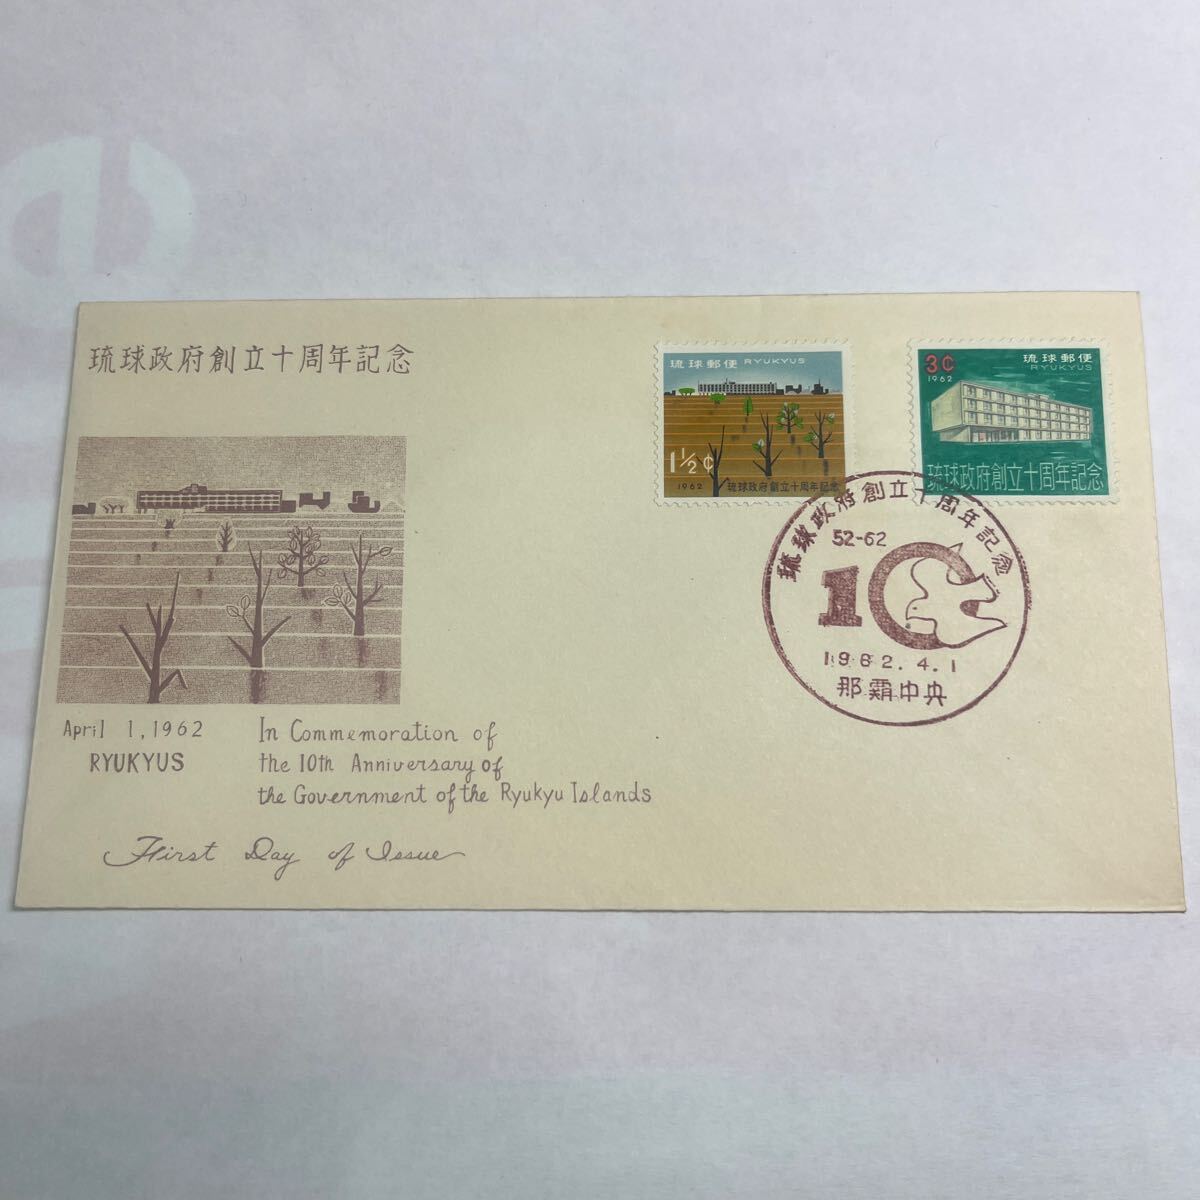 琉球政府創立十周年記念
April 1, 1962
RYUKYUS
In Commemoration of
the 10th Anniversary of
the Government of the Ryukyu Islands
First Day of Issue
琉球郵便 RYUKYUS
1½¢
1962 琉球政府創立十周年記念
3¢ 琉球郵便
1962 RYUKYUS
琉球政府創立十周年記念
琉球政府創立十周年記念
52-62
10
1962.4.1
那覇中央